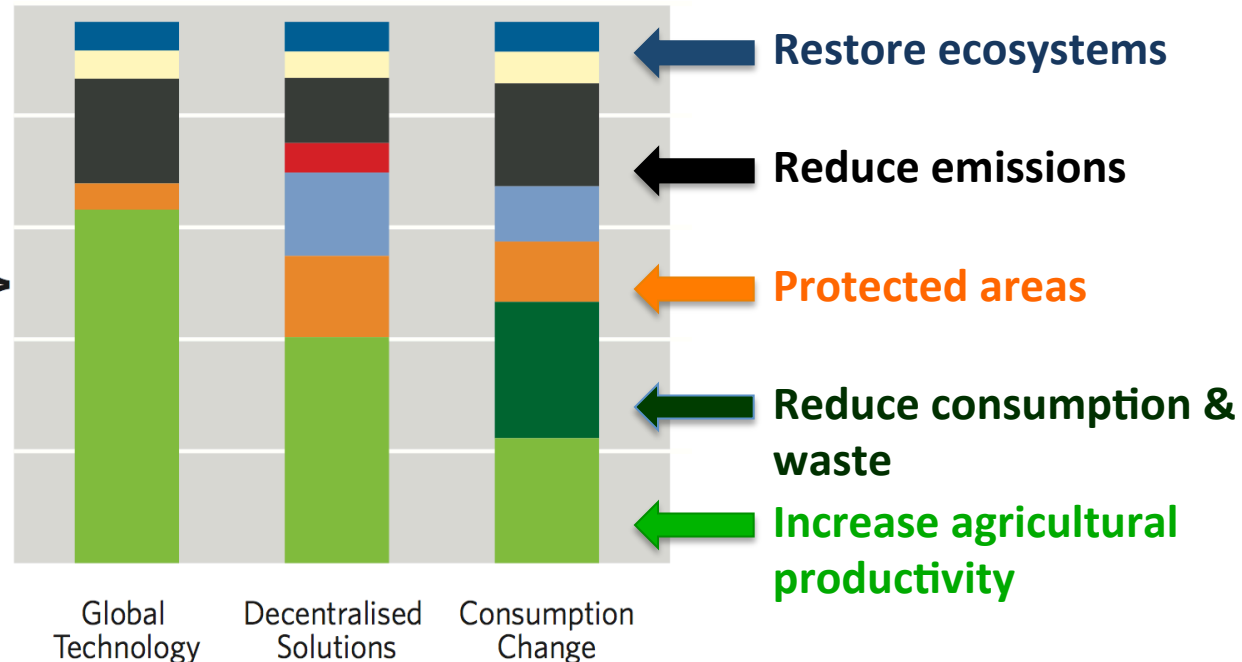 Restore ecosystems
Reduce emissions
Protected areas
Reduce consumption &
waste
Increase agricultural
productivity
Global
Technology
Decentralised
Solutions
Consumption
Change